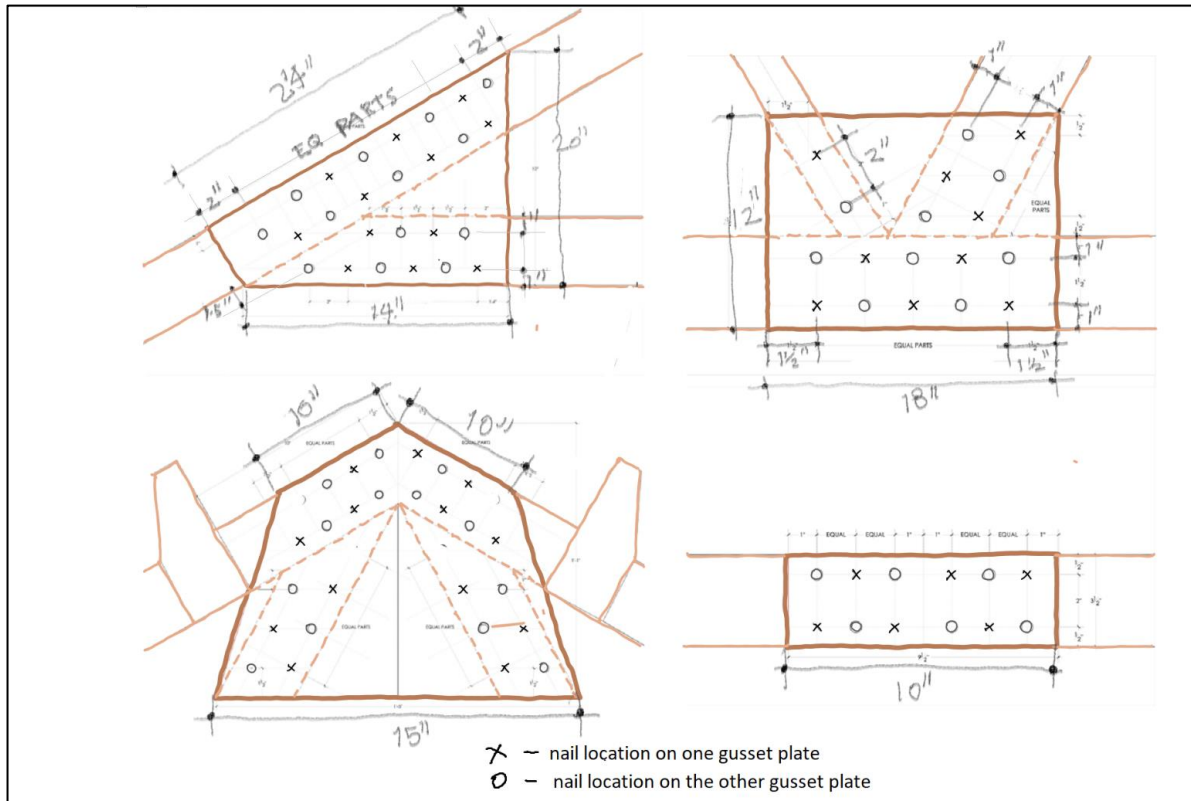 24"
EQ PARTS
2"
2"
20"
1"
1"
1.5"
14"
1"
1"
2"
12"
EQUAL
PARTS
1"
1"
1½"
EQUAL PARTS
1½"
18"
10"
10"
EQUAL PARTS
EQUAL PARTS
EQUAL PARTS
EQUAL PARTS
15"
1" EQUAL EQUAL 1" 1" EQUAL EQUAL 1"
2"
10"
X – nail location on one gusset plate
O – nail location on the other gusset plate